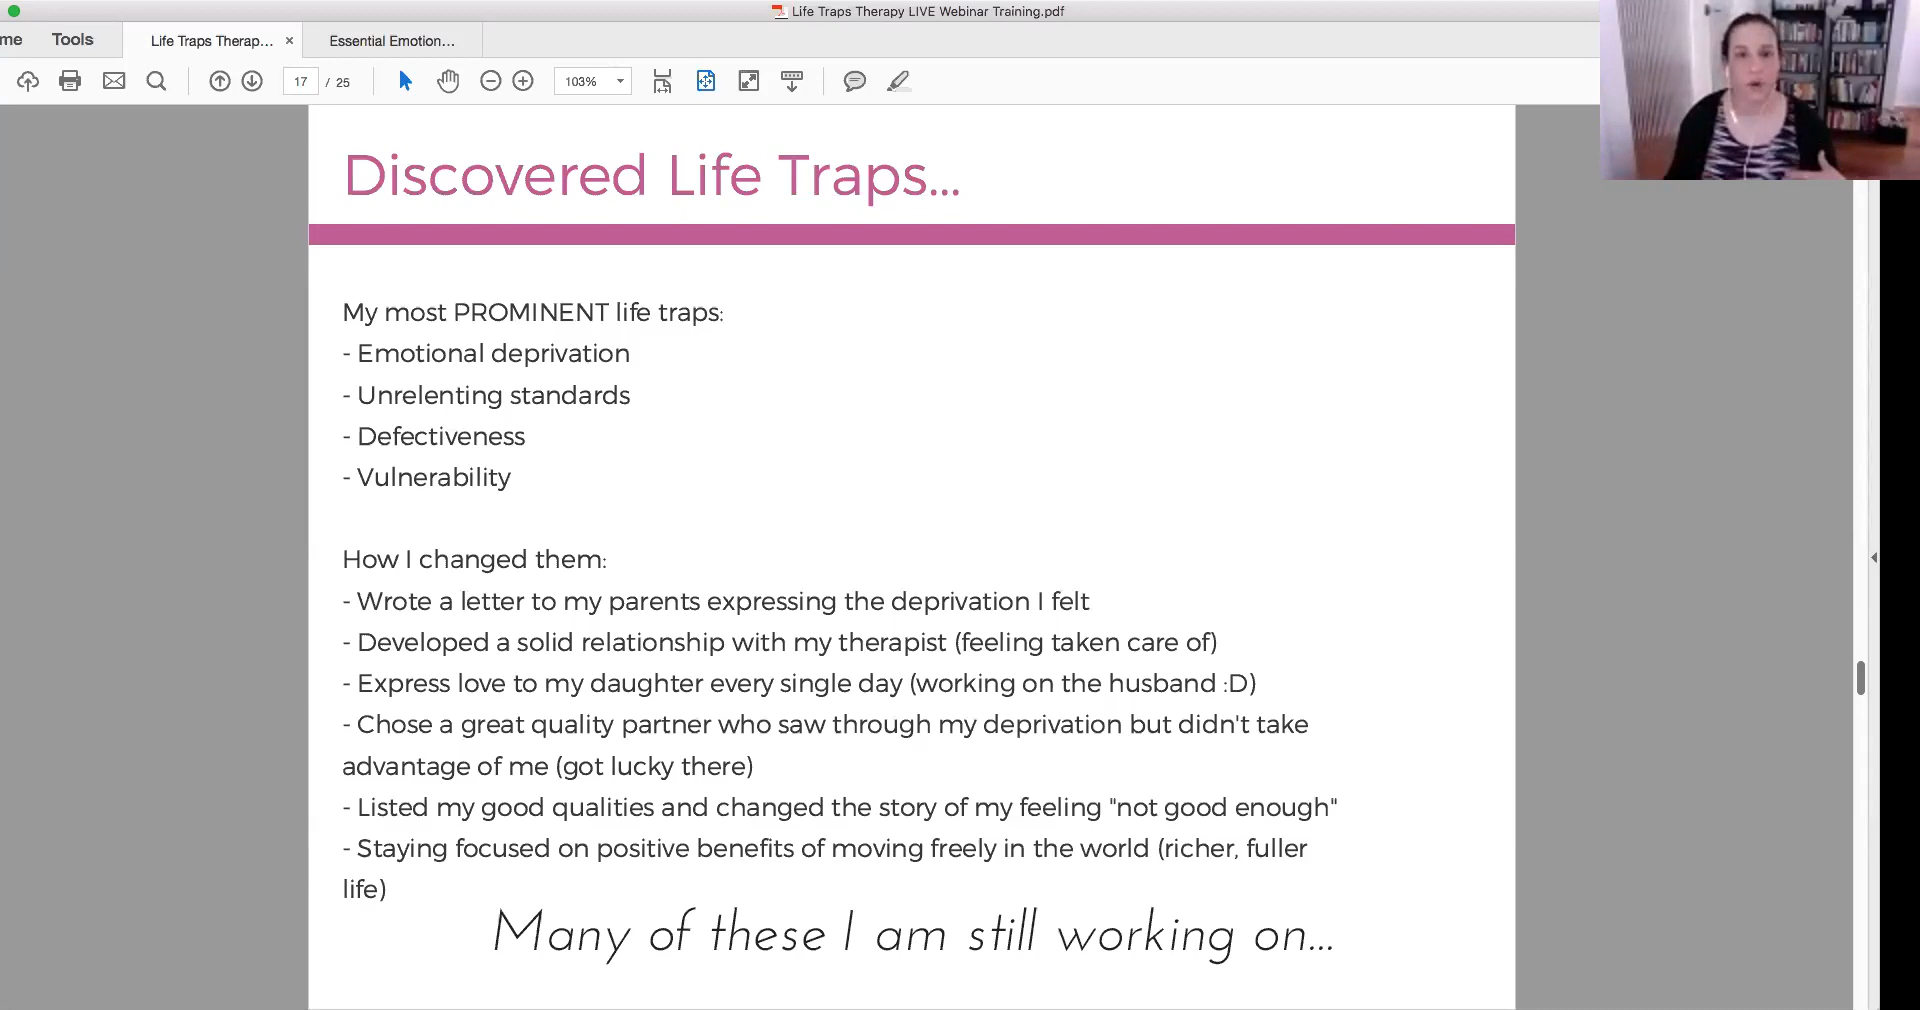 Life Traps Therapy LIVE Webinar Training.pdf
me Tools Life Traps Therap... × Essential Emotion...
17 / 25 103%
Discovered Life Traps...
My most PROMINENT life traps:
- Emotional deprivation
- Unrelenting standards
- Defectiveness
- Vulnerability
How I changed them:
- Wrote a letter to my parents expressing the deprivation I felt
- Developed a solid relationship with my therapist (feeling taken care of)
- Express love to my daughter every single day (working on the husband :D)
- Chose a great quality partner who saw through my deprivation but didn't take
advantage of me (got lucky there)
- Listed my good qualities and changed the story of my feeling "not good enough"
- Staying focused on positive benefits of moving freely in the world (richer, fuller
life)
Many of these I am still working on...